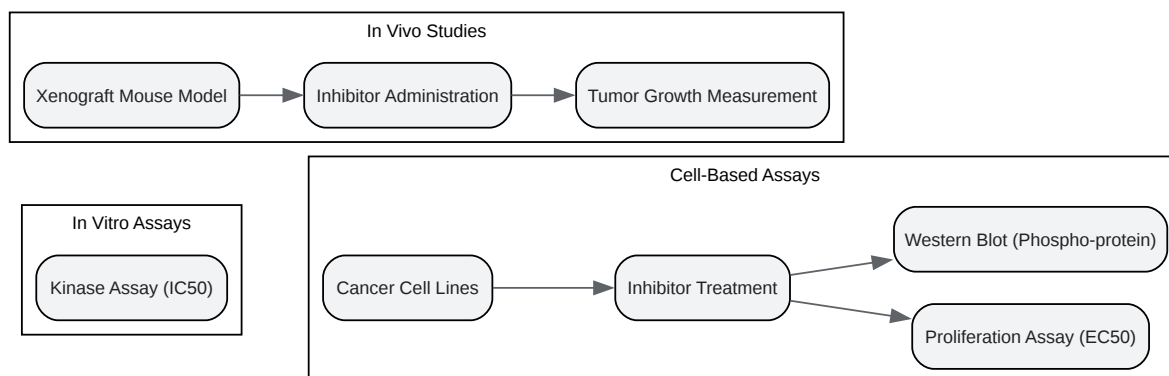 In Vivo Studies
Xenograft Mouse Model
Inhibitor Administration
Tumor Growth Measurement
Cell-Based Assays
In Vitro Assays
Kinase Assay (IC50)
Cancer Cell Lines
Inhibitor Treatment
Western Blot (Phospho-protein)
Proliferation Assay (EC50)